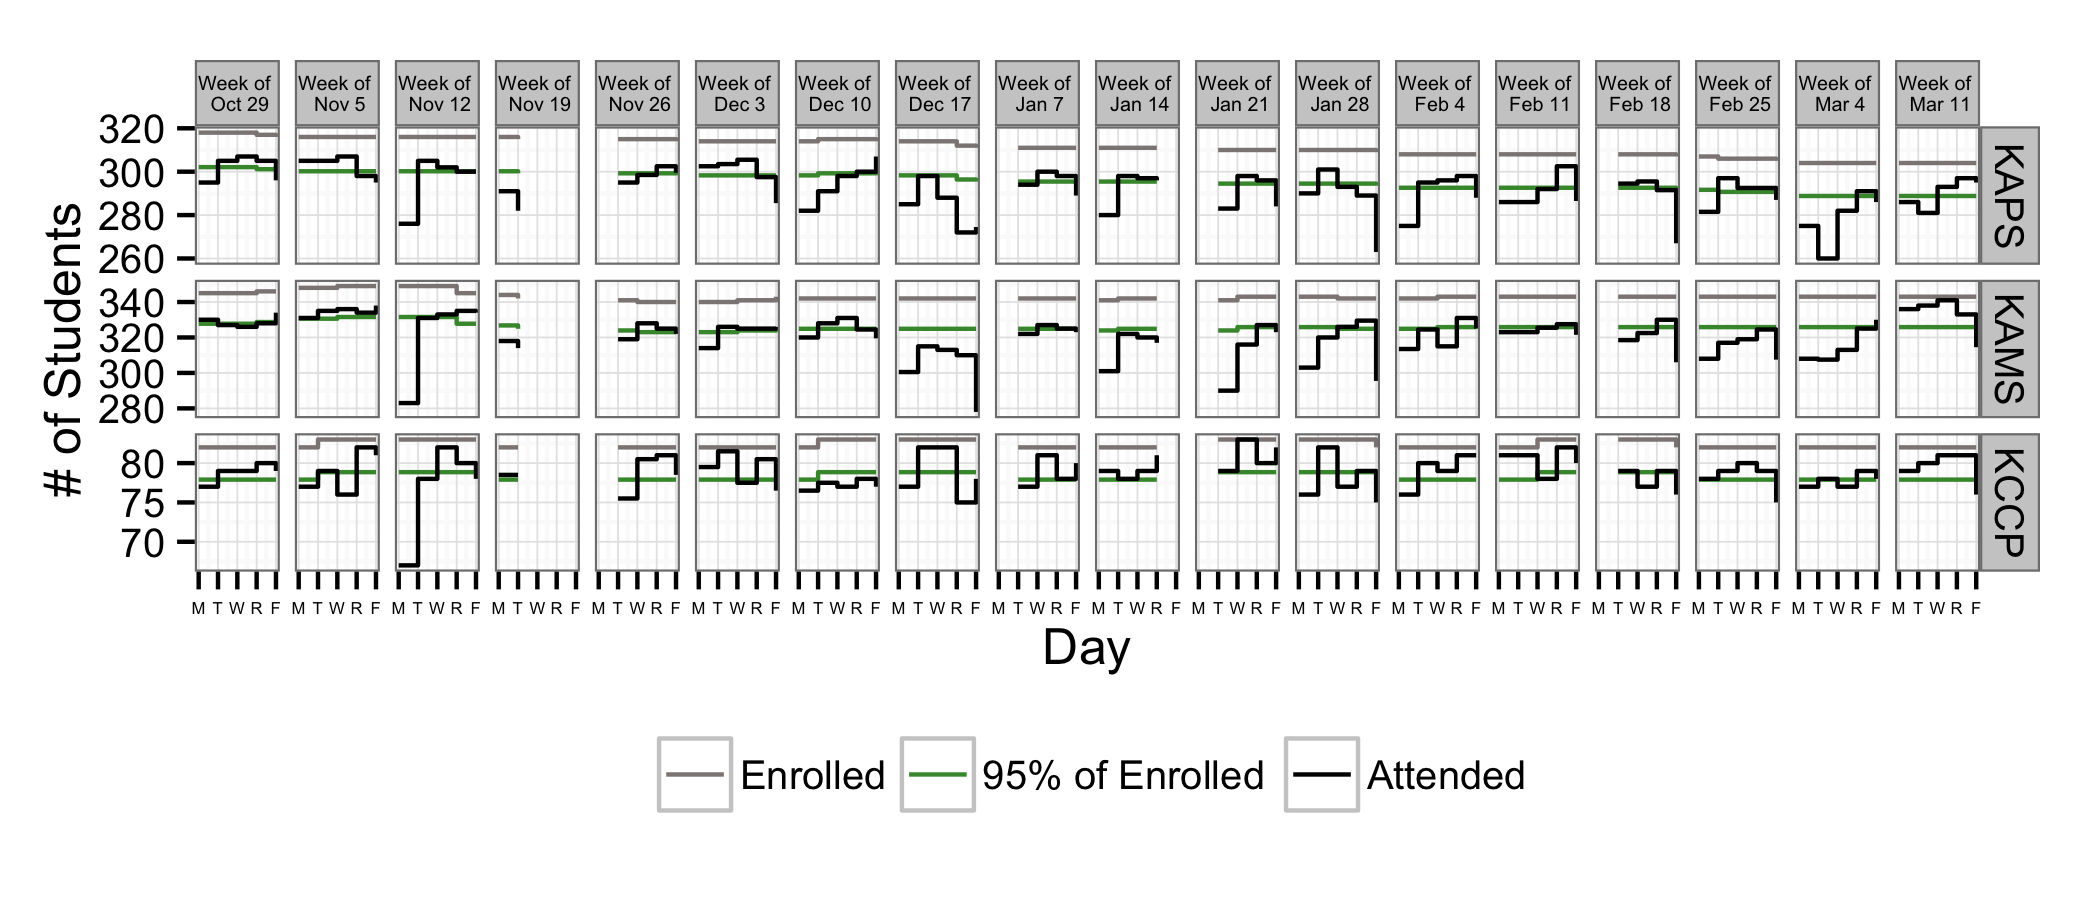 Week of Week of Week of Week of Week of Week of Week of Week of Week of Week of Week of Week of Week of Week of Week of Week of Week of Week of
Oct 29 Nov 5 Nov 12 Nov 19 Nov 26 Dec 3 Dec 10 Dec 17 Jan 7 Jan 14 Jan 21 Jan 28 Feb 4 Feb 11 Feb 18 Feb 25 Mar 4 Mar 11
320
300
280
260
KAPS
340
320
300
280
KAMS
80
75
70
KCCP
# of Students
M T W R F M T W R F M T W R F M T W R F M T W R F M T W R F M T W R F M T W R F M T W R F M T W R F M T W R F M T W R F M T W R F M T W R F M T W R F M T W R F M T W R F M T W R F
Day
Enrolled 95% of Enrolled Attended